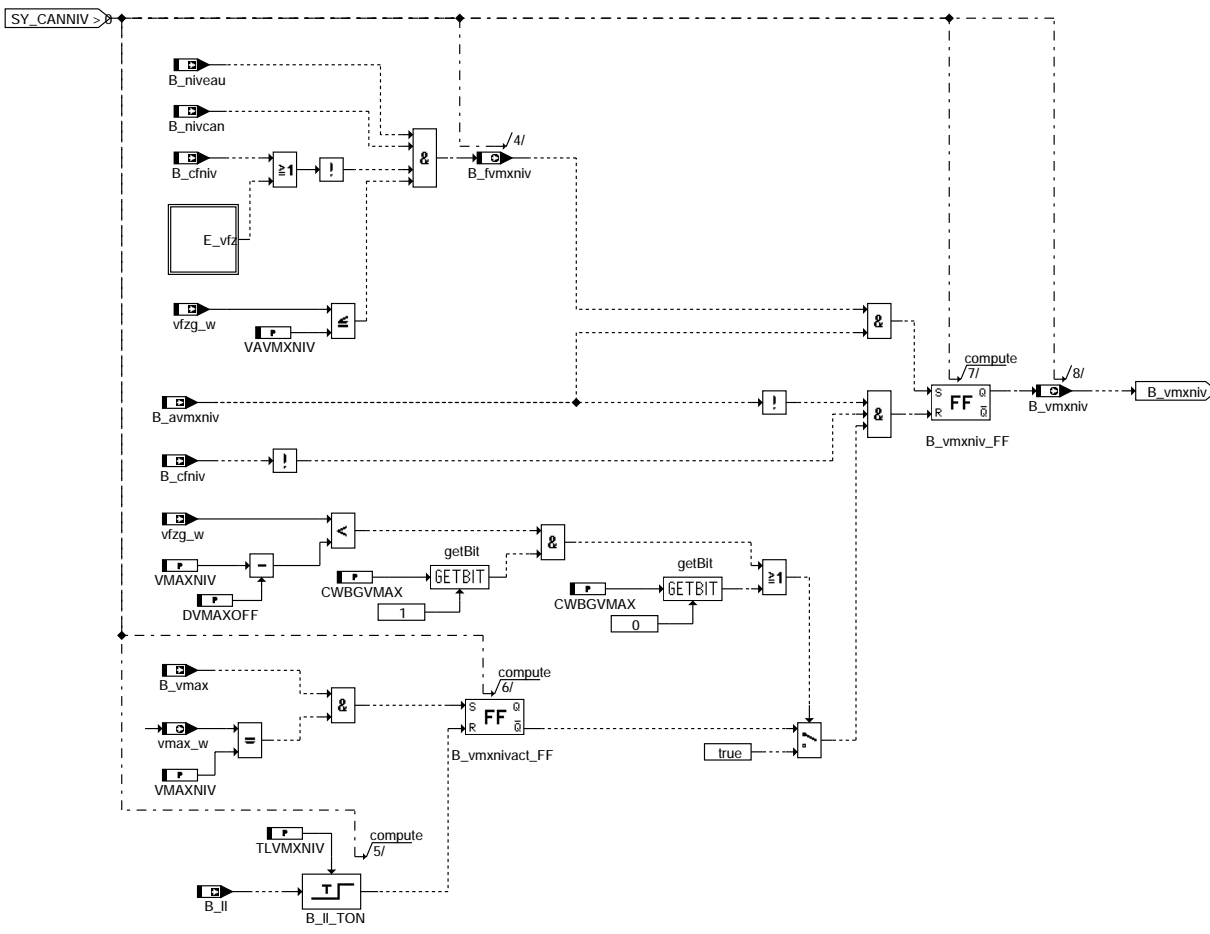 SY_CANNIV > 0
B_niveau
B_nivcan
B_cfniv
≥1
!
&
4/
B_fvmxniv
E_vfz
vfzg_w
P
VAVMXNIV
≤
&
compute
7/
8/
B_avmxniv
!
&
S Q
FF
R Q
B_vmxniv_FF
B_vmxniv
B_vmxniv
B_cfniv
!
vfzg_w
<
P
VMAXNIV
-
P
DVMAXOFF
&
getBit
P
CWBGVMAX
GETBIT
1
getBit
P
CWBGVMAX
GETBIT
0
≥1
B_vmax
&
compute
6/
S Q
FF
R Q
B_vmxnivact_FF
vmax_w
=
P
VMAXNIV
true
P
TLVMXNIV
compute
5/
B_ll
T
B_ll_TON